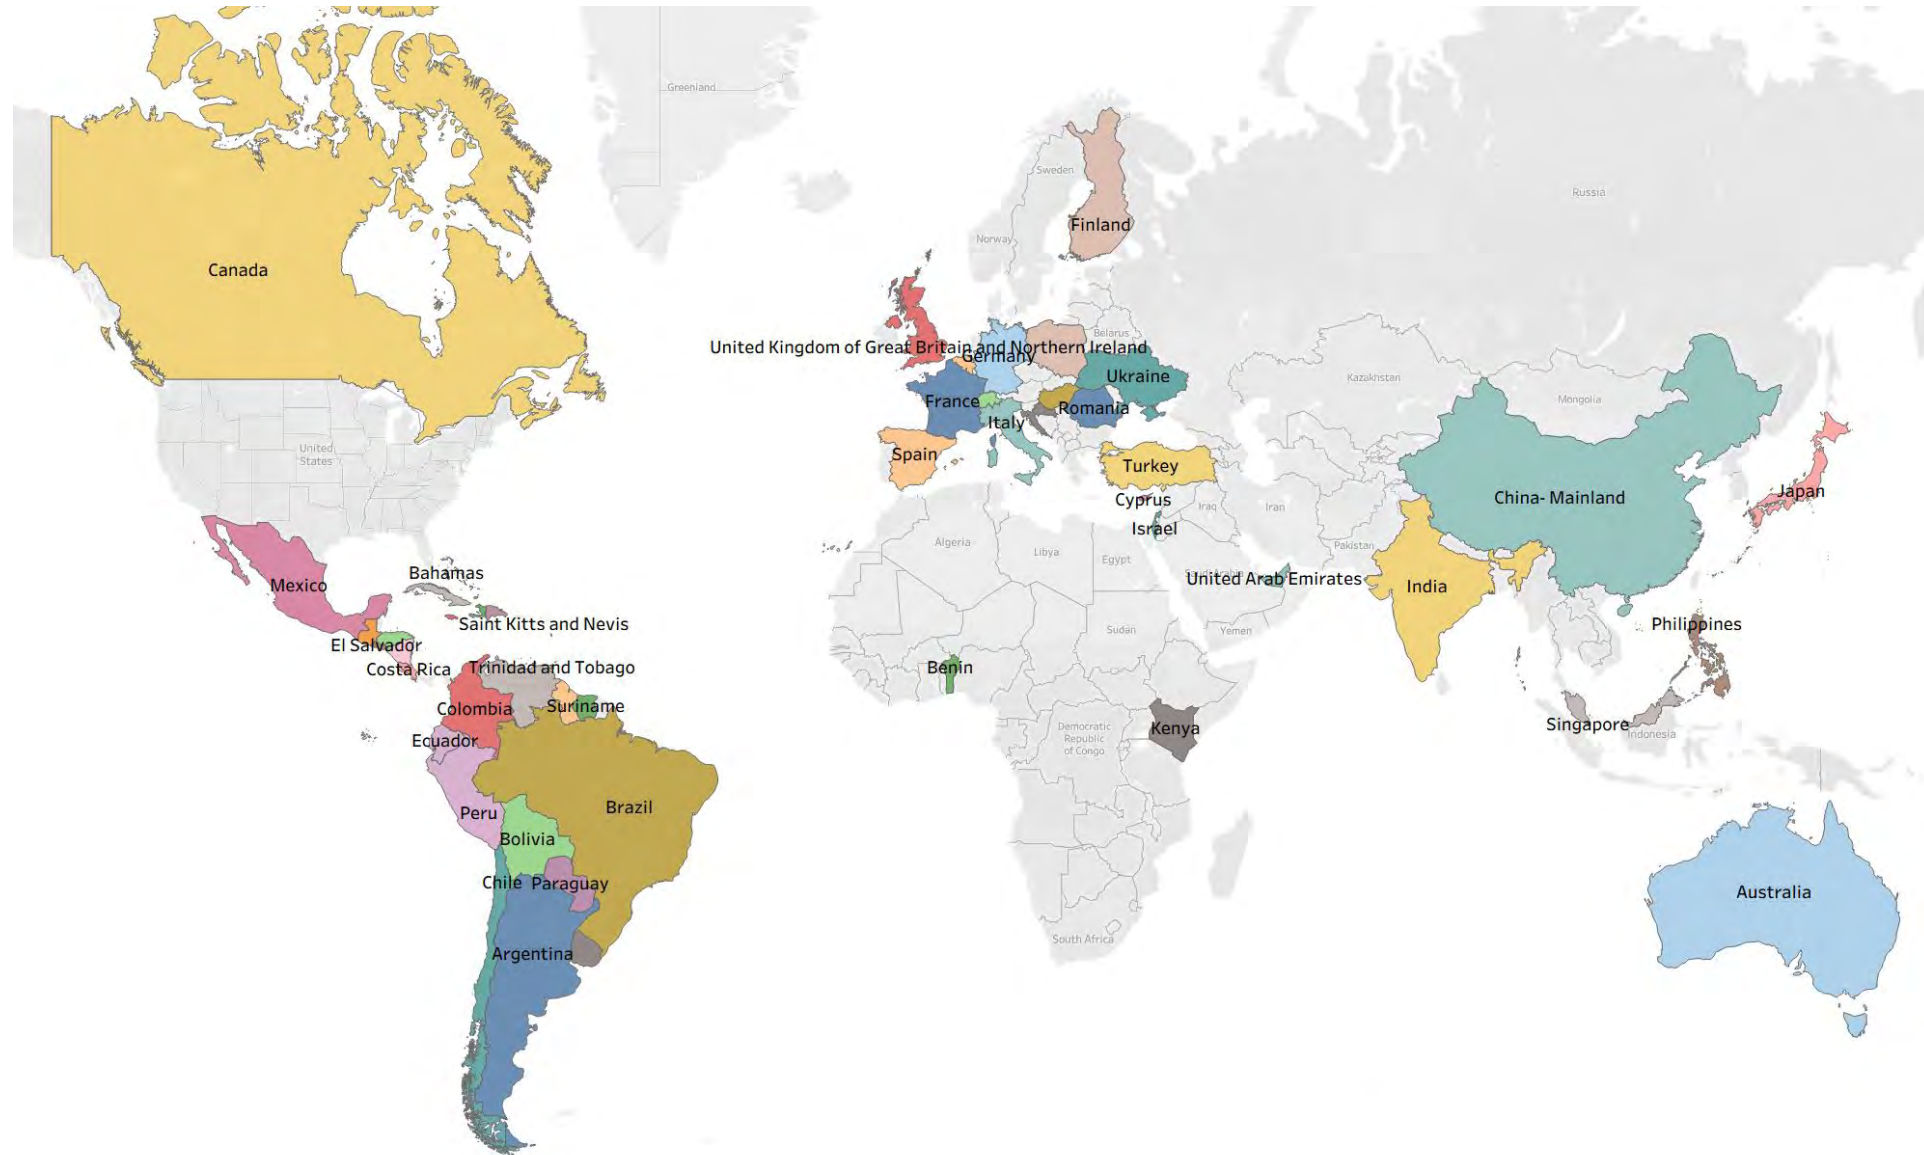 Greenland
Russia
Sweden
Finland
Norway
Canada
Belarus
United Kingdom of Great Britain and Northern Ireland
Germany
Ukraine
Kazakhstan
Mongolia
France
Romania
Italy
United
States
Spain
Turkey
Cyprus
Iraq
Iran
China- Mainland
Japan
Israel
Algeria
Libya
Egypt
Pakistan
Bahamas
Mexico
Saudi Arabia
United Arab Emirates
India
Saint Kitts and Nevis
Philippines
Sudan
Yemen
El Salvador
Costa Rica
Trinidad and Tobago
Benin
Colombia
Suriname
Ecuador
Democratic
Republic
of Congo
Kenya
Singapore
Indonesia
Peru
Brazil
Bolivia
Chile
Paraguay
Australia
Argentina
South Africa